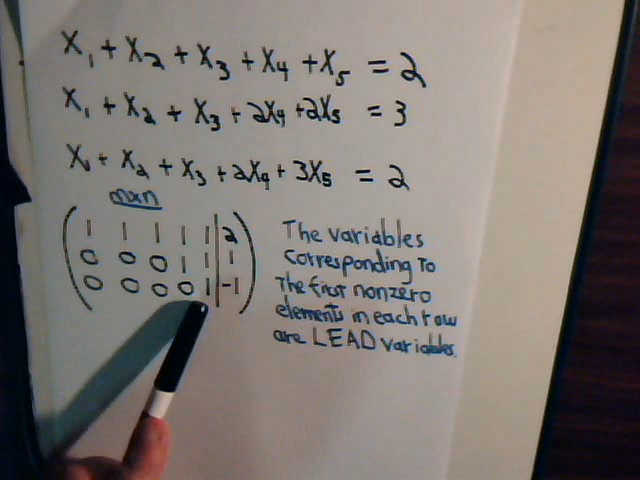 X₁ + X₂ + X₃ + X₄ + X₅ = 2
X₁ + X₂ + X₃ + 2X₄ + 2X₅ = 3
X₁ + X₂ + X₃ + 2X₄ + 3X₅ = 2
mxn
1 1 1 1 1 | 2
0 0 0 1 1 | 1
0 0 0 0 1 | -1
The variables
corresponding to
The first nonzero
elements in each row
are LEAD variables.